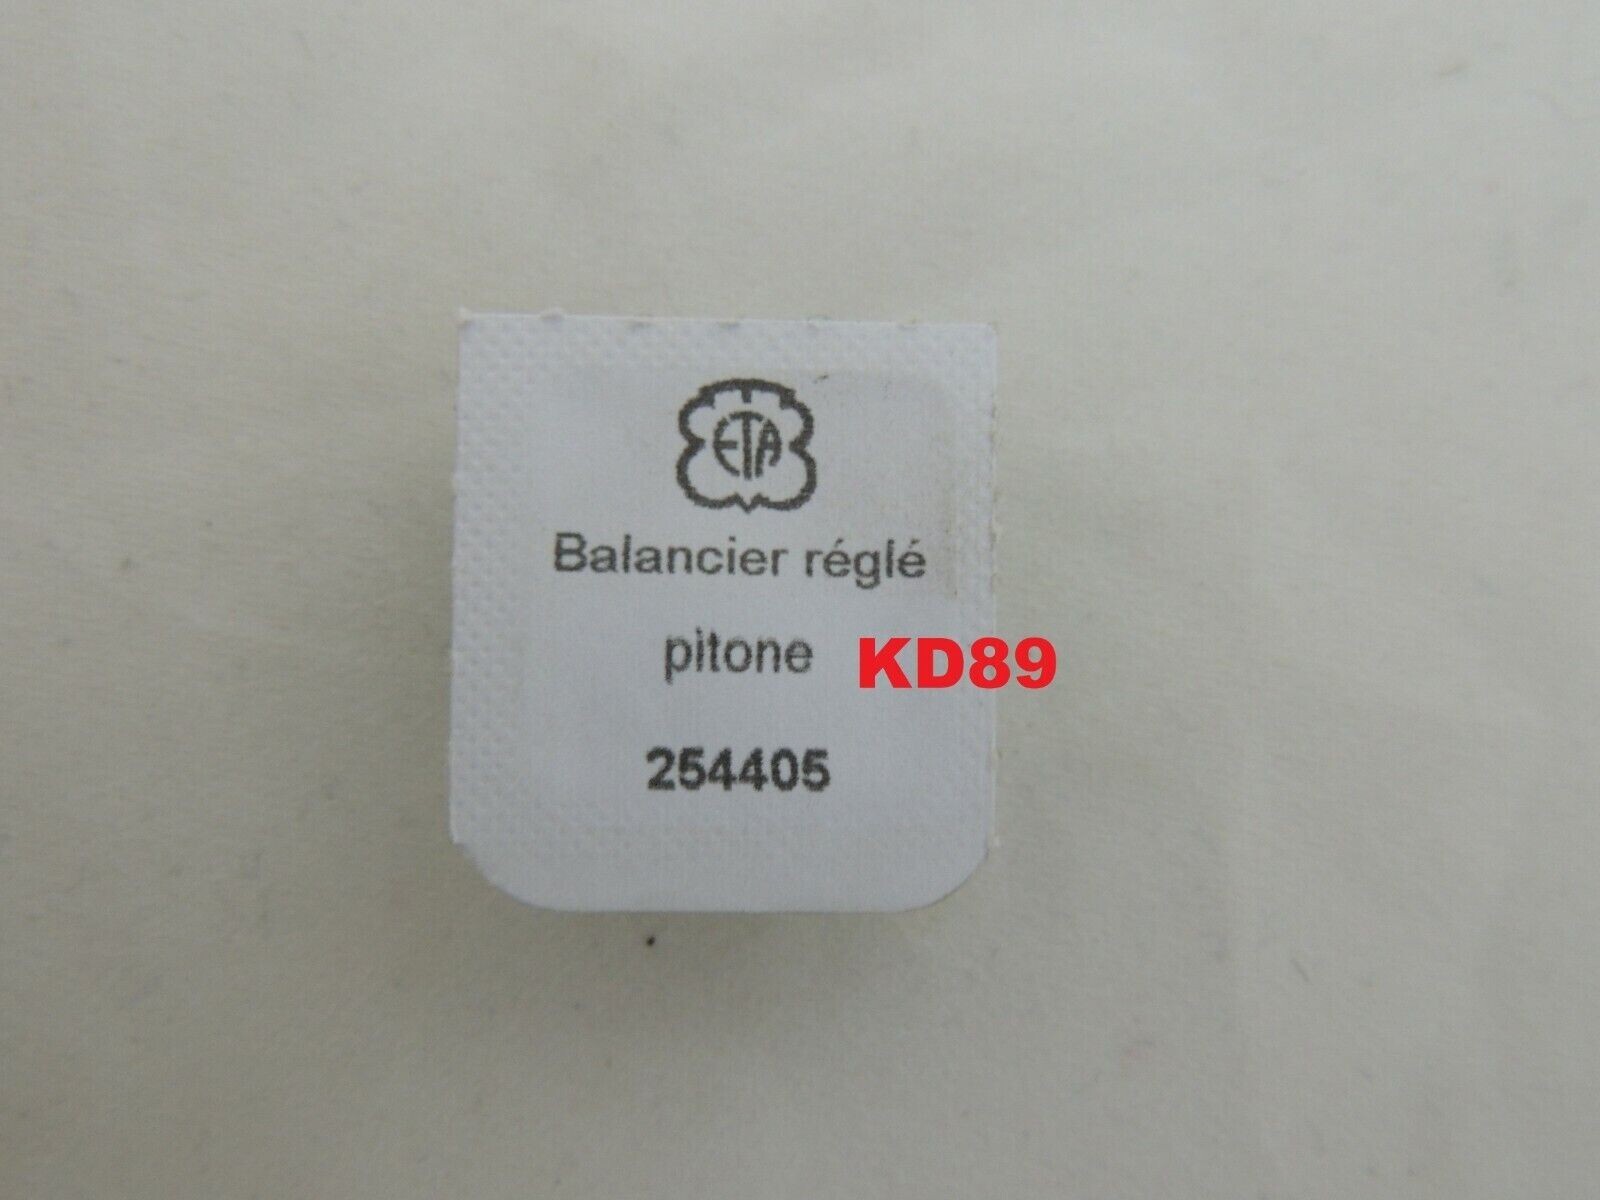 ETA
Balancier réglé
pitone KD89
254405